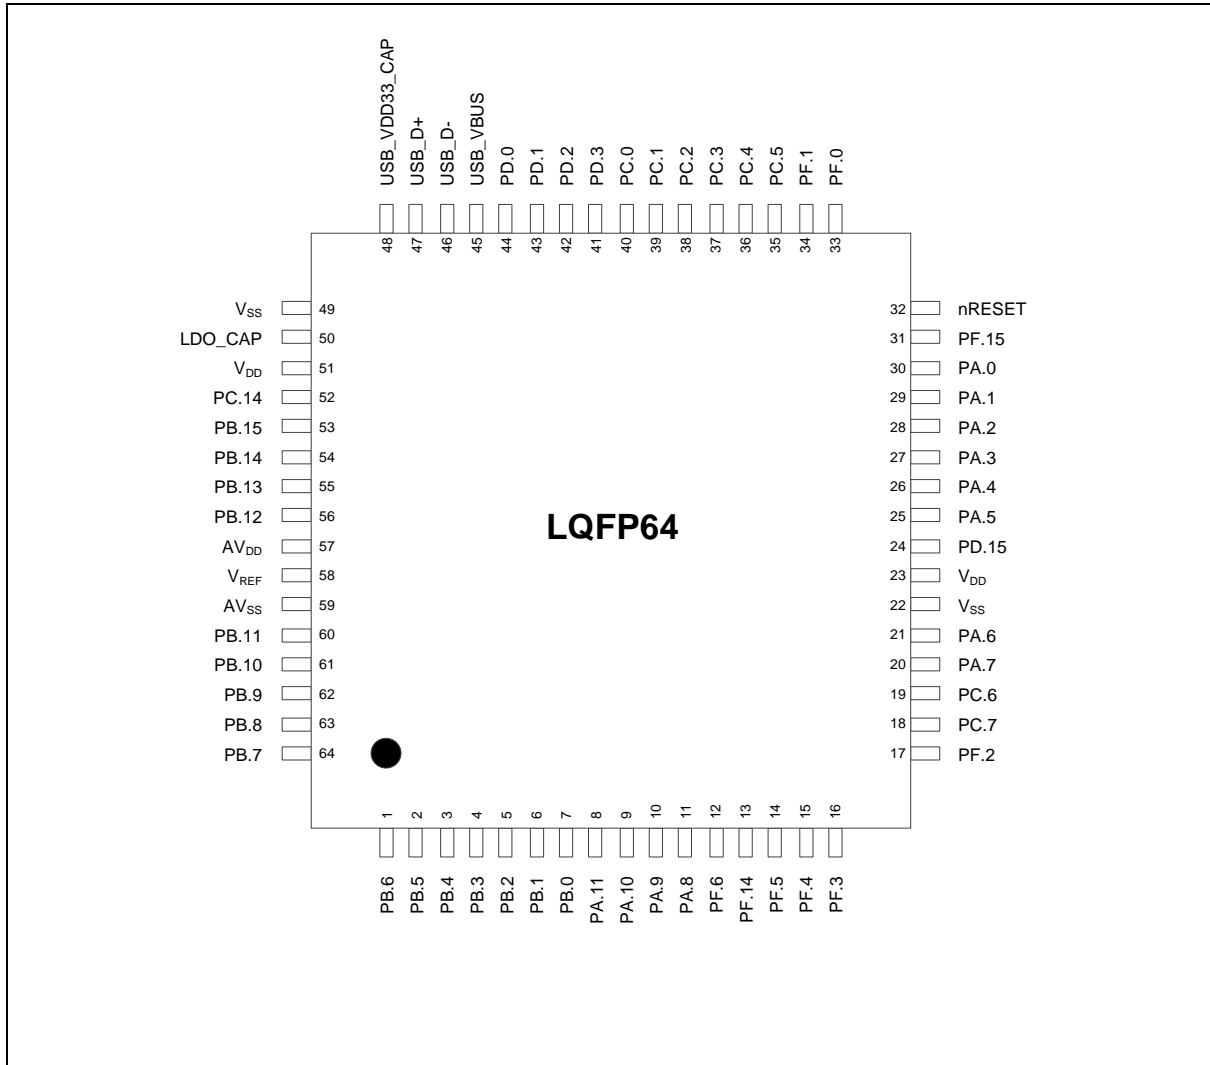 USB_VDD33_CAP
USB_D+
USB_D-
USB_VBUS
PD.0
PD.1
PD.2
PD.3
PC.0
PC.1
PC.2
PC.3
PC.4
PC.5
PF.1
PF.0
48 47 46 45 44 43 42 41 40 39 38 37 36 35 34 33
VSS 49
LDO_CAP 50
VDD 51
PC.14 52
PB.15 53
PB.14 54
PB.13 55
PB.12 56
AVDD 57
VREF 58
AVSS 59
PB.11 60
PB.10 61
PB.9 62
PB.8 63
PB.7 64
LQFP64
32 nRESET
31 PF.15
30 PA.0
29 PA.1
28 PA.2
27 PA.3
26 PA.4
25 PA.5
24 PD.15
23 VDD
22 VSS
21 PA.6
20 PA.7
19 PC.6
18 PC.7
17 PF.2
1 2 3 4 5 6 7 8 9 10 11 12 13 14 15 16
PB.6
PB.5
PB.4
PB.3
PB.2
PB.1
PB.0
PA.11
PA.10
PA.9
PA.8
PF.6
PF.14
PF.5
PF.4
PF.3